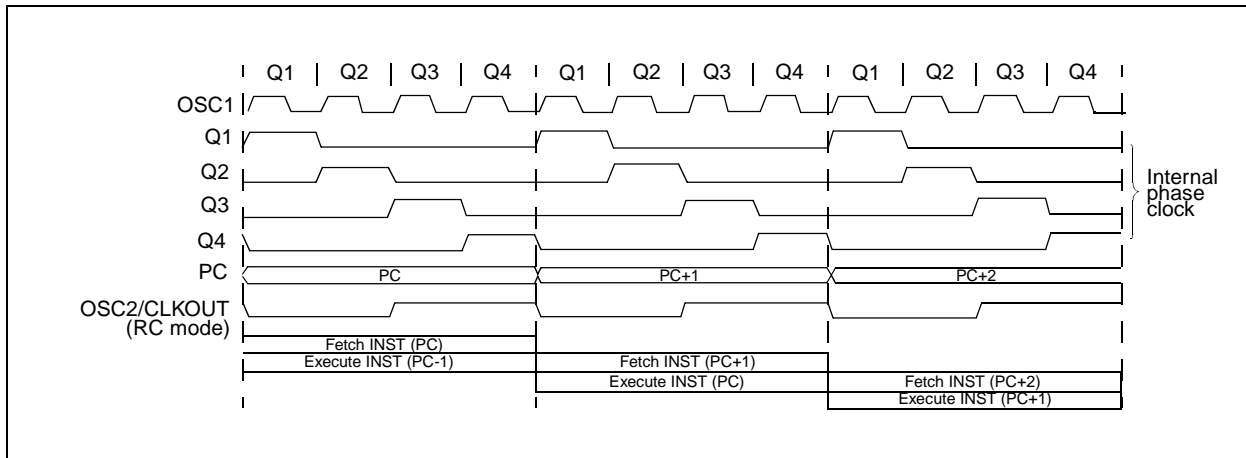 Q1 Q2 Q3 Q4 Q1 Q2 Q3 Q4 Q1 Q2 Q3 Q4
OSC1
Q1
Q2
Q3
Q4
PC
PC PC+1 PC+2
OSC2/CLKOUT
(RC mode)
Internal
phase
clock
Fetch INST (PC)
Execute INST (PC-1) Fetch INST (PC+1)
Execute INST (PC) Fetch INST (PC+2)
Execute INST (PC+1)